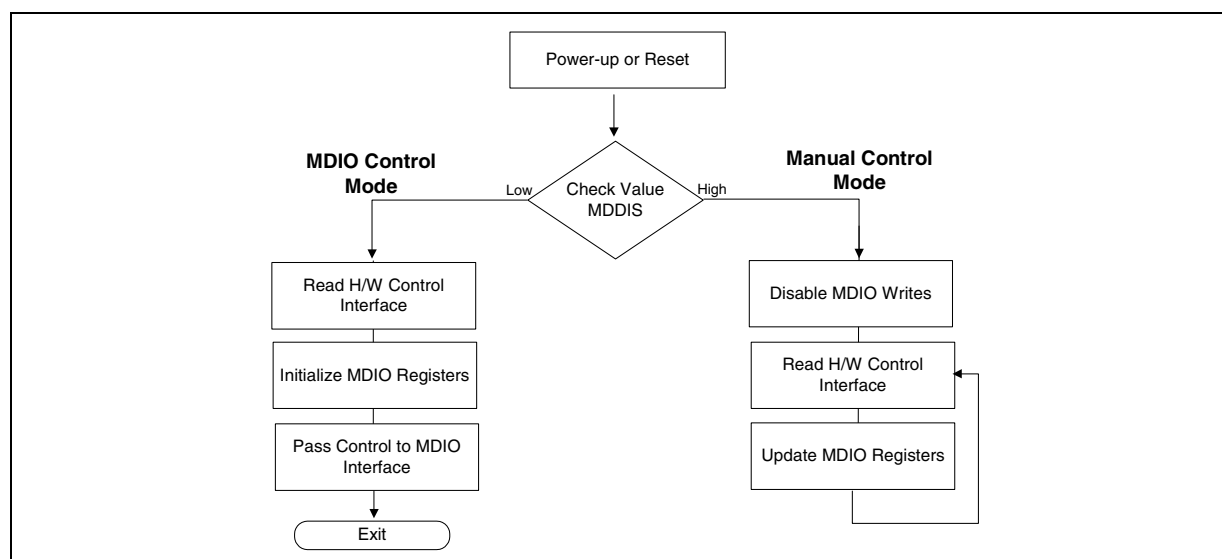 Power-up or Reset
MDIO Control
Mode
Manual Control
Mode
Low
Check Value
MDDIS
High
Read H/W Control
Interface
Initialize MDIO Registers
Pass Control to MDIO
Interface
Exit
Disable MDIO Writes
Read H/W Control
Interface
Update MDIO Registers